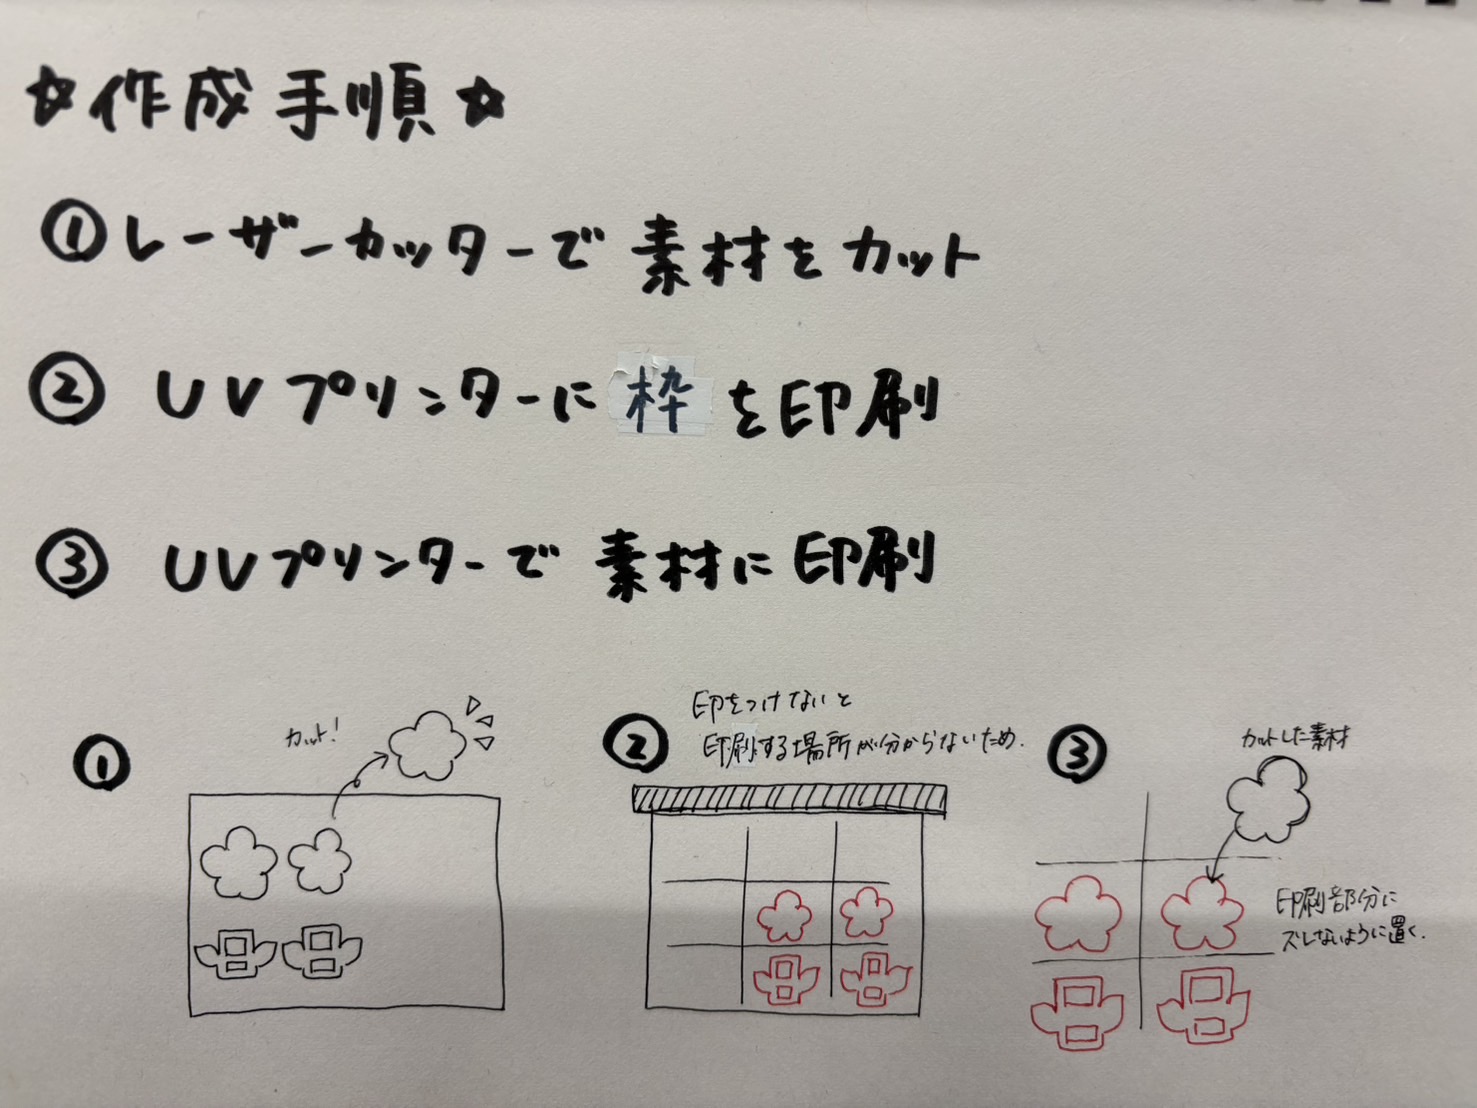 ☆作成手順☆
①レーザーカッターで素材をカット
②UVプリンターに枠を印刷
③UVプリンターで素材に印刷
①
カット!
②
印をつけないと
印刷する場所が分からないため.
③
カットした素材
印刷部分に
ズレないように置く.